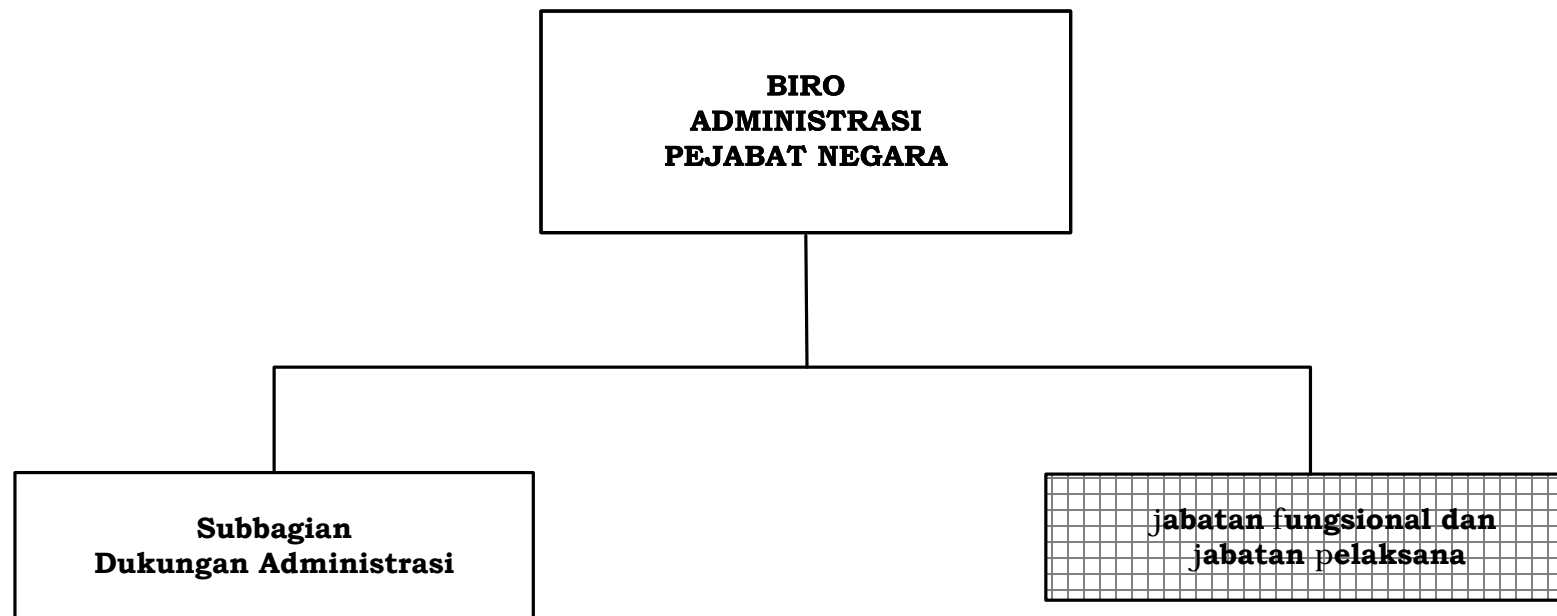 BIRO
ADMINISTRASI
PEJABAT NEGARA
Subbagian
Dukungan Administrasi
jabatan fungsional dan
jabatan pelaksana